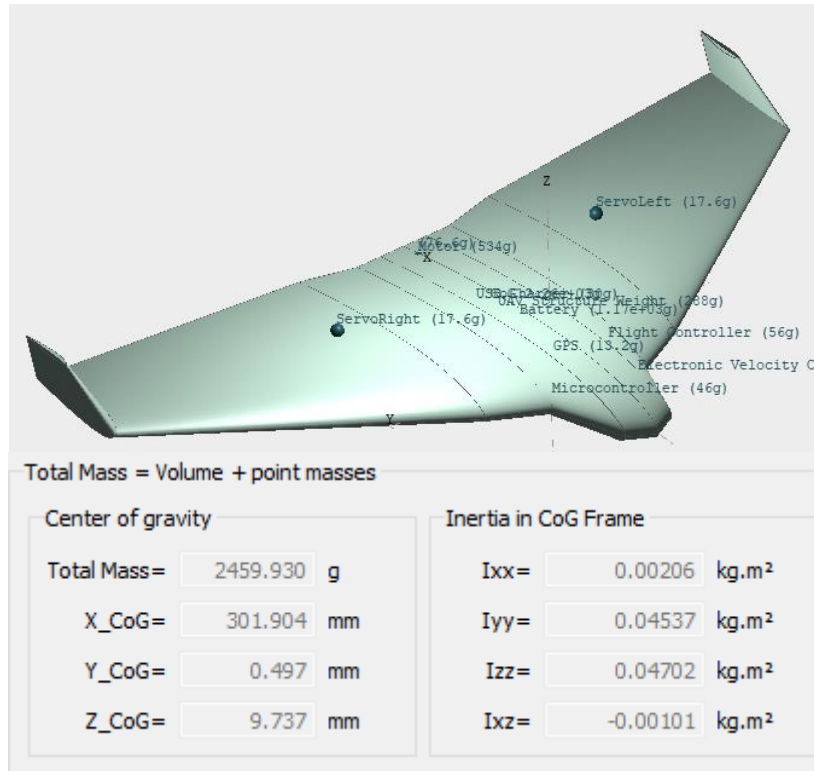 Z
ServoLeft (17.6g)
Motor (534g)
X
UAV Structure Weight (288g)
Battery (1.17e+03g)
ServoRight (17.6g)
Flight Controller (56g)
GPS (13.2g)
Electronic Velocity C
Microcontroller (46g)
Y
Total Mass = Volume + point masses
Center of gravity
Total Mass= 2459.930 g
X_CoG= 301.904 mm
Y_CoG= 0.497 mm
Z_CoG= 9.737 mm
Inertia in CoG Frame
Ixx= 0.00206 kg.m²
Iyy= 0.04537 kg.m²
Izz= 0.04702 kg.m²
Ixz= -0.00101 kg.m²